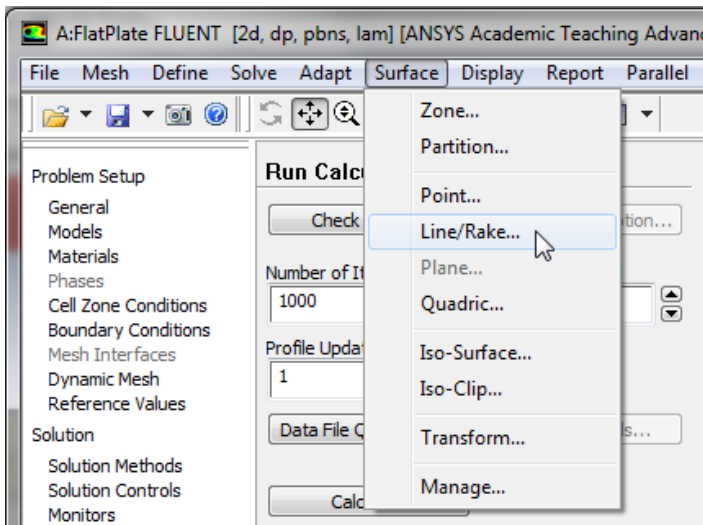 A:FlatPlate FLUENT [2d, dp, pbns, lam] [ANSYS Academic Teaching Advanc
File Mesh Define Solve Adapt Surface Display Report Parallel
Zone...
Partition...
Point...
Line/Rake...
Plane...
Quadric...
Iso-Surface...
Iso-Clip...
Transform...
Manage...
Problem Setup
General
Models
Materials
Phases
Cell Zone Conditions
Boundary Conditions
Mesh Interfaces
Dynamic Mesh
Reference Values
Solution
Solution Methods
Solution Controls
Monitors
Run Calc
Check
tion...
Number of It
1000
Profile Updat
1
Data File Q
s...
Calc